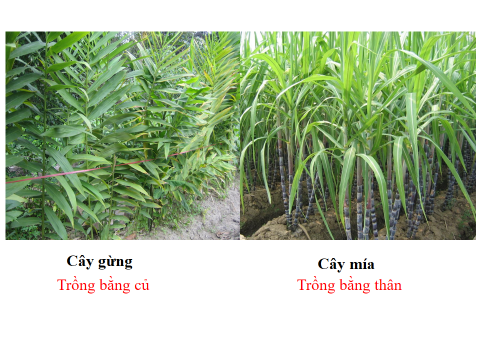 Cây gừng
Trồng bằng củ
Cây mía
Trồng bằng thân